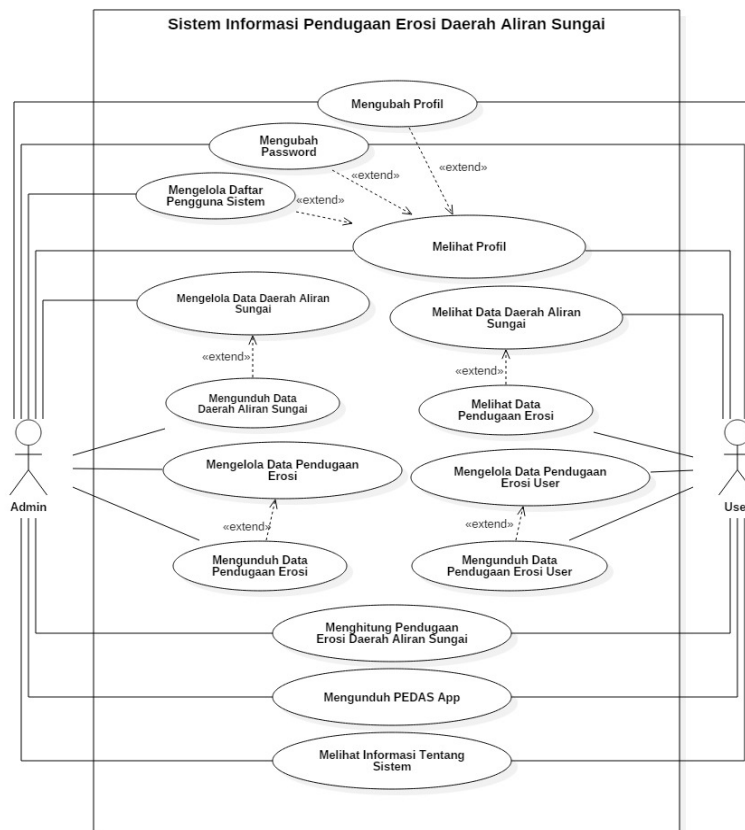 Sistem Informasi Pendugaan Erosi Daerah Aliran Sungai
Mengubah Profil
Mengubah
Password
«extend»
«extend»
Mengelola Daftar
Pengguna Sistem
«extend»
Melihat Profil
Mengelola Data Daerah Aliran
Sungai
Melihat Data Daerah Aliran
Sungai
«extend»
«extend»
Mengunduh Data
Daerah Aliran Sungai
Melihat Data
Pendugaan Erosi
Admin
User
Mengelola Data Pendugaan
Erosi
Mengelola Data Pendugaan
Erosi User
«extend»
«extend»
Mengunduh Data
Pendugaan Erosi
Mengunduh Data
Pendugaan Erosi User
Menghitung Pendugaan
Erosi Daerah Aliran Sungai
Mengunduh PEDAS App
Melihat Informasi Tentang
Sistem